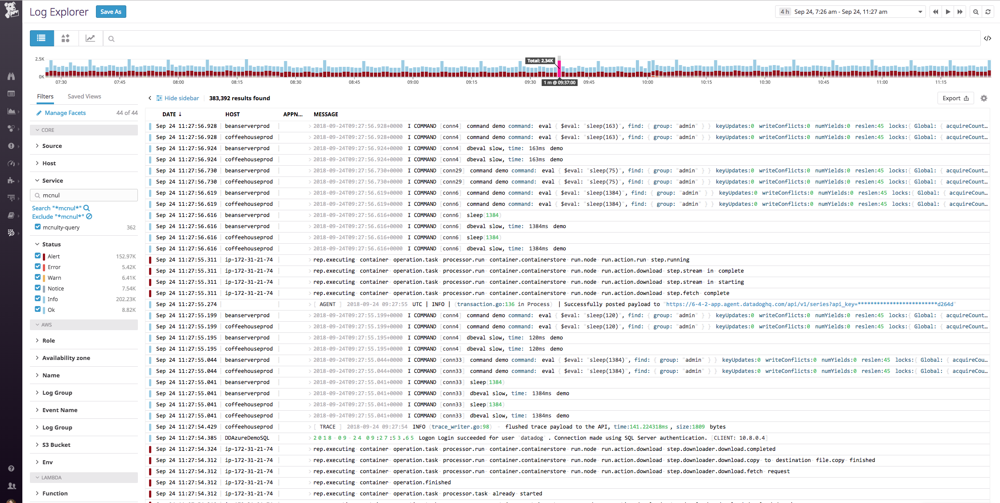 Log Explorer Save As 4 h Sep 24, 7:26 am - Sep 24, 11:27 am
</>
2.5K
0K
Total: 2.34K
07:30 07:45 08:00 08:15 08:30 08:45 09:00 09:15 09:30 1 m @ 09:37:00 09:45 10:00 10:15 10:30 10:45 11:00 11:15
Filters Saved Views
Hide sidebar 383,392 results found Export
Manage Facets 44 of 44
CORE
Source
Host
Service
mcnul
Search "*mcnul*"
Exclude "*mcnul*"
mcnulty-query 362
Status
Alert 152.97K
Error 5.42K
Warn 6.41K
Notice 7.54K
Info 202.23K
Ok 8.82K
AWS
Role
Availability zone
Name
Log Group
Event Name
Log Group
S3 Bucket
Env
LAMBDA
Function
DATE ↓ HOST APPN... MESSAGE
Sep 24 11:27:56.928 beanserverprod 2018-09-24T09:27:56.928+0000 I COMMAND [conn4] command demo command: eval { $eval: "sleep(163)", find: { group: "admin" } } keyUpdates:0 writeConflicts:0 numYields:0 reslen:45 locks:{ Global: { acquireCount...
Sep 24 11:27:56.928 coffeehouseprod 2018-09-24T09:27:56.928+0000 I COMMAND [conn4] command demo command: eval { $eval: "sleep(163)", find: { group: "admin" } } keyUpdates:0 writeConflicts:0 numYields:0 reslen:45 locks:{ Global: { acquireCount...
Sep 24 11:27:56.924 beanserverprod 2018-09-24T09:27:56.924+0000 I COMMAND [conn4] dbeval slow, time: 163ms demo
Sep 24 11:27:56.924 coffeehouseprod 2018-09-24T09:27:56.924+0000 I COMMAND [conn4] dbeval slow, time: 163ms demo
Sep 24 11:27:56.730 beanserverprod 2018-09-24T09:27:56.730+0000 I COMMAND [conn29] command demo command: eval { $eval: "sleep(75)", find: { group: "admin" } } keyUpdates:0 writeConflicts:0 numYields:0 reslen:45 locks:{ Global: { acquireCount...
Sep 24 11:27:56.730 coffeehouseprod 2018-09-24T09:27:56.730+0000 I COMMAND [conn29] command demo command: eval { $eval: "sleep(75)", find: { group: "admin" } } keyUpdates:0 writeConflicts:0 numYields:0 reslen:45 locks:{ Global: { acquireCount...
Sep 24 11:27:56.619 beanserverprod 2018-09-24T09:27:56.619+0000 I COMMAND [conn6] command demo command: eval { $eval: "sleep(1384)", find: { group: "admin" } } keyUpdates:0 writeConflicts:0 numYields:0 reslen:45 locks:{ Global: { acquireCoun...
Sep 24 11:27:56.619 coffeehouseprod 2018-09-24T09:27:56.619+0000 I COMMAND [conn6] command demo command: eval { $eval: "sleep(1384)", find: { group: "admin" } } keyUpdates:0 writeConflicts:0 numYields:0 reslen:45 locks:{ Global: { acquireCoun...
Sep 24 11:27:56.616 beanserverprod 2018-09-24T09:27:56.616+0000 I COMMAND [conn6] sleep(1384)
Sep 24 11:27:56.616 beanserverprod 2018-09-24T09:27:56.616+0000 I COMMAND [conn6] dbeval slow, time: 1384ms demo
Sep 24 11:27:56.616 coffeehouseprod 2018-09-24T09:27:56.616+0000 I COMMAND [conn6] sleep(1384)
Sep 24 11:27:56.616 coffeehouseprod 2018-09-24T09:27:56.616+0000 I COMMAND [conn6] dbeval slow, time: 1384ms demo
Sep 24 11:27:55.311 ip-172-31-21-74 rep.executing-container-operation.task-processor.run-container.containerstore-run.node-run.action.run-step.running
Sep 24 11:27:55.311 ip-172-31-21-74 rep.executing-container-operation.task-processor.run-container.containerstore-run.node-run.action.download-step.stream-in-complete
Sep 24 11:27:55.311 ip-172-31-21-74 rep.executing-container-operation.task-processor.run-container.containerstore-run.node-run.action.download-step.stream-in-starting
Sep 24 11:27:55.311 ip-172-31-21-74 rep.executing-container-operation.task-processor.run-container.containerstore-run.node-run.action.download-step.fetch-complete
Sep 24 11:27:55.274 [ AGENT ] 2018-09-24 09:27:55 UTC | INFO | (transaction.go:136 in Process) | Successfully posted payload to "https://6-4-2-app.agent.datadoghq.com/api/v1/series?api_key=**************************d264d"
Sep 24 11:27:55.199 beanserverprod 2018-09-24T09:27:55.199+0000 I COMMAND [conn4] command demo command: eval { $eval: "sleep(120)", find: { group: "admin" } } keyUpdates:0 writeConflicts:0 numYields:0 reslen:45 locks:{ Global: { acquireCount...
Sep 24 11:27:55.199 coffeehouseprod 2018-09-24T09:27:55.199+0000 I COMMAND [conn4] command demo command: eval { $eval: "sleep(120)", find: { group: "admin" } } keyUpdates:0 writeConflicts:0 numYields:0 reslen:45 locks:{ Global: { acquireCount...
Sep 24 11:27:55.195 beanserverprod 2018-09-24T09:27:55.195+0000 I COMMAND [conn4] dbeval slow, time: 120ms demo
Sep 24 11:27:55.195 coffeehouseprod 2018-09-24T09:27:55.195+0000 I COMMAND [conn4] dbeval slow, time: 120ms demo
Sep 24 11:27:55.044 beanserverprod 2018-09-24T09:27:55.044+0000 I COMMAND [conn33] command demo command: eval { $eval: "sleep(1384)", find: { group: "admin" } } keyUpdates:0 writeConflicts:0 numYields:0 reslen:45 locks:{ Global: { acquireCou...
Sep 24 11:27:55.044 coffeehouseprod 2018-09-24T09:27:55.044+0000 I COMMAND [conn33] command demo command: eval { $eval: "sleep(1384)", find: { group: "admin" } } keyUpdates:0 writeConflicts:0 numYields:0 reslen:45 locks:{ Global: { acquireCou...
Sep 24 11:27:55.041 beanserverprod 2018-09-24T09:27:55.041+0000 I COMMAND [conn33] sleep(1384)
Sep 24 11:27:55.041 beanserverprod 2018-09-24T09:27:55.041+0000 I COMMAND [conn33] dbeval slow, time: 1384ms demo
Sep 24 11:27:55.041 coffeehouseprod 2018-09-24T09:27:55.041+0000 I COMMAND [conn33] sleep(1384)
Sep 24 11:27:55.041 coffeehouseprod 2018-09-24T09:27:55.041+0000 I COMMAND [conn33] dbeval slow, time: 1384ms demo
Sep 24 11:27:54.429 coffeehouseprod [ TRACE ] 2018-09-24 09:27:54 INFO (trace_writer.go:98) - flushed trace payload to the API, time:141.224318ms, size:1809 bytes
Sep 24 11:27:54.385 DDAzureDemoSQL 2018-09-24 09:27:53.65 Logon Login succeeded for user 'datadog'. Connection made using SQL Server authentication. [CLIENT: 10.8.0.4]
Sep 24 11:27:54.324 ip-172-31-21-74 rep.executing-container-operation.task-processor.run-container.containerstore-run.node-run.action.download-step.downloader.download.completed
Sep 24 11:27:54.312 ip-172-31-21-74 rep.executing-container-operation.task-processor.run-container.containerstore-run.node-run.action.download-step.downloader.download.copy-to-destination-file.copy-finished
Sep 24 11:27:54.312 ip-172-31-21-74 rep.executing-container-operation.task-processor.run-container.containerstore-run.node-run.action.download-step.downloader.download.fetch-request
Sep 24 11:27:54.312 ip-172-31-21-74 rep.executing-container-operation.finished
Sep 24 11:27:54.312 ip-172-31-21-74 rep.executing-container-operation.task-processor.task-already-started